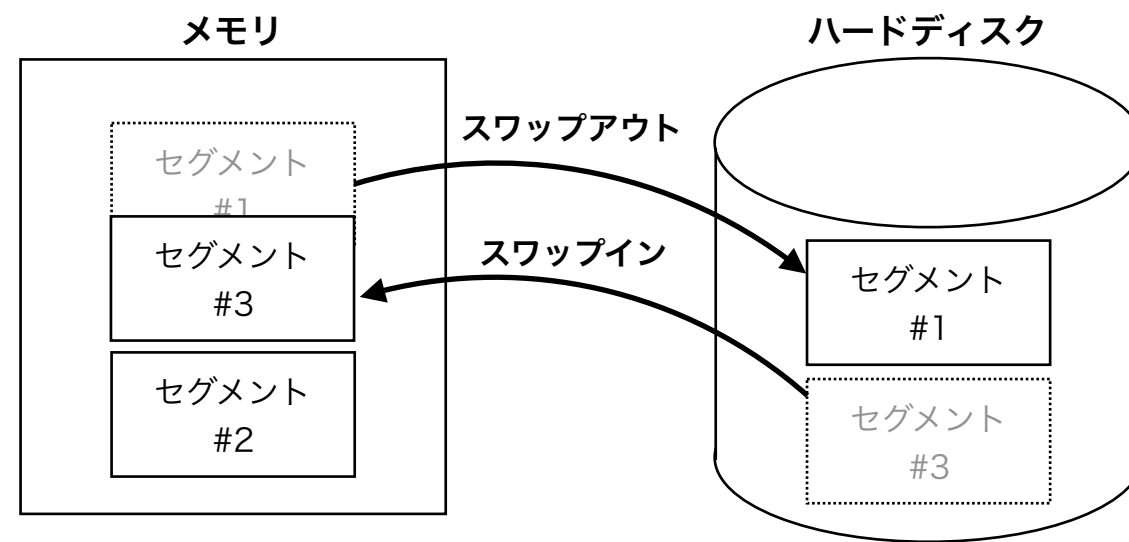 メモリ
ハードディスク
スワップアウト
セグメント
#1
スワップイン
セグメント
#3
セグメント
#1
セグメント
#2
セグメント
#3